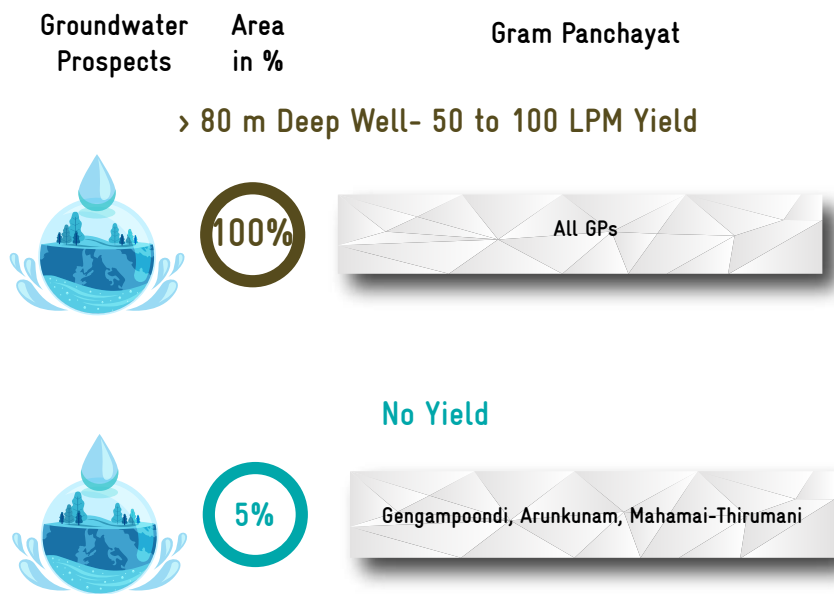 Groundwater Prospects
Area in %
Gram Panchayat
> 80 m Deep Well- 50 to 100 LPM Yield
100%
All GPs
No Yield
5%
Gengampoondi, Arunkunam, Mahamai-Thirumani